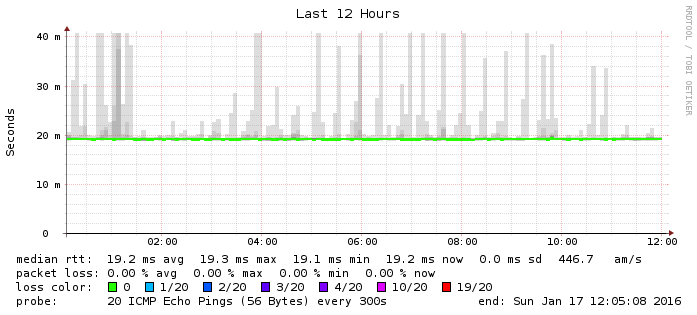 Last 12 Hours
RRDTOOL / TOBI OETIKER
Seconds
40 m
30 m
20 m
10 m
0
02:00 04:00 06:00 08:00 10:00 12:00
median rtt: 19.2 ms avg 19.3 ms max 19.1 ms min 19.2 ms now 0.0 ms sd 446.7 am/s
packet loss: 0.00 % avg 0.00 % max 0.00 % min 0.00 % now
loss color: 0 1/20 2/20 3/20 4/20 10/20 19/20
probe: 20 ICMP Echo Pings (56 Bytes) every 300s end: Sun Jan 17 12:05:08 2016